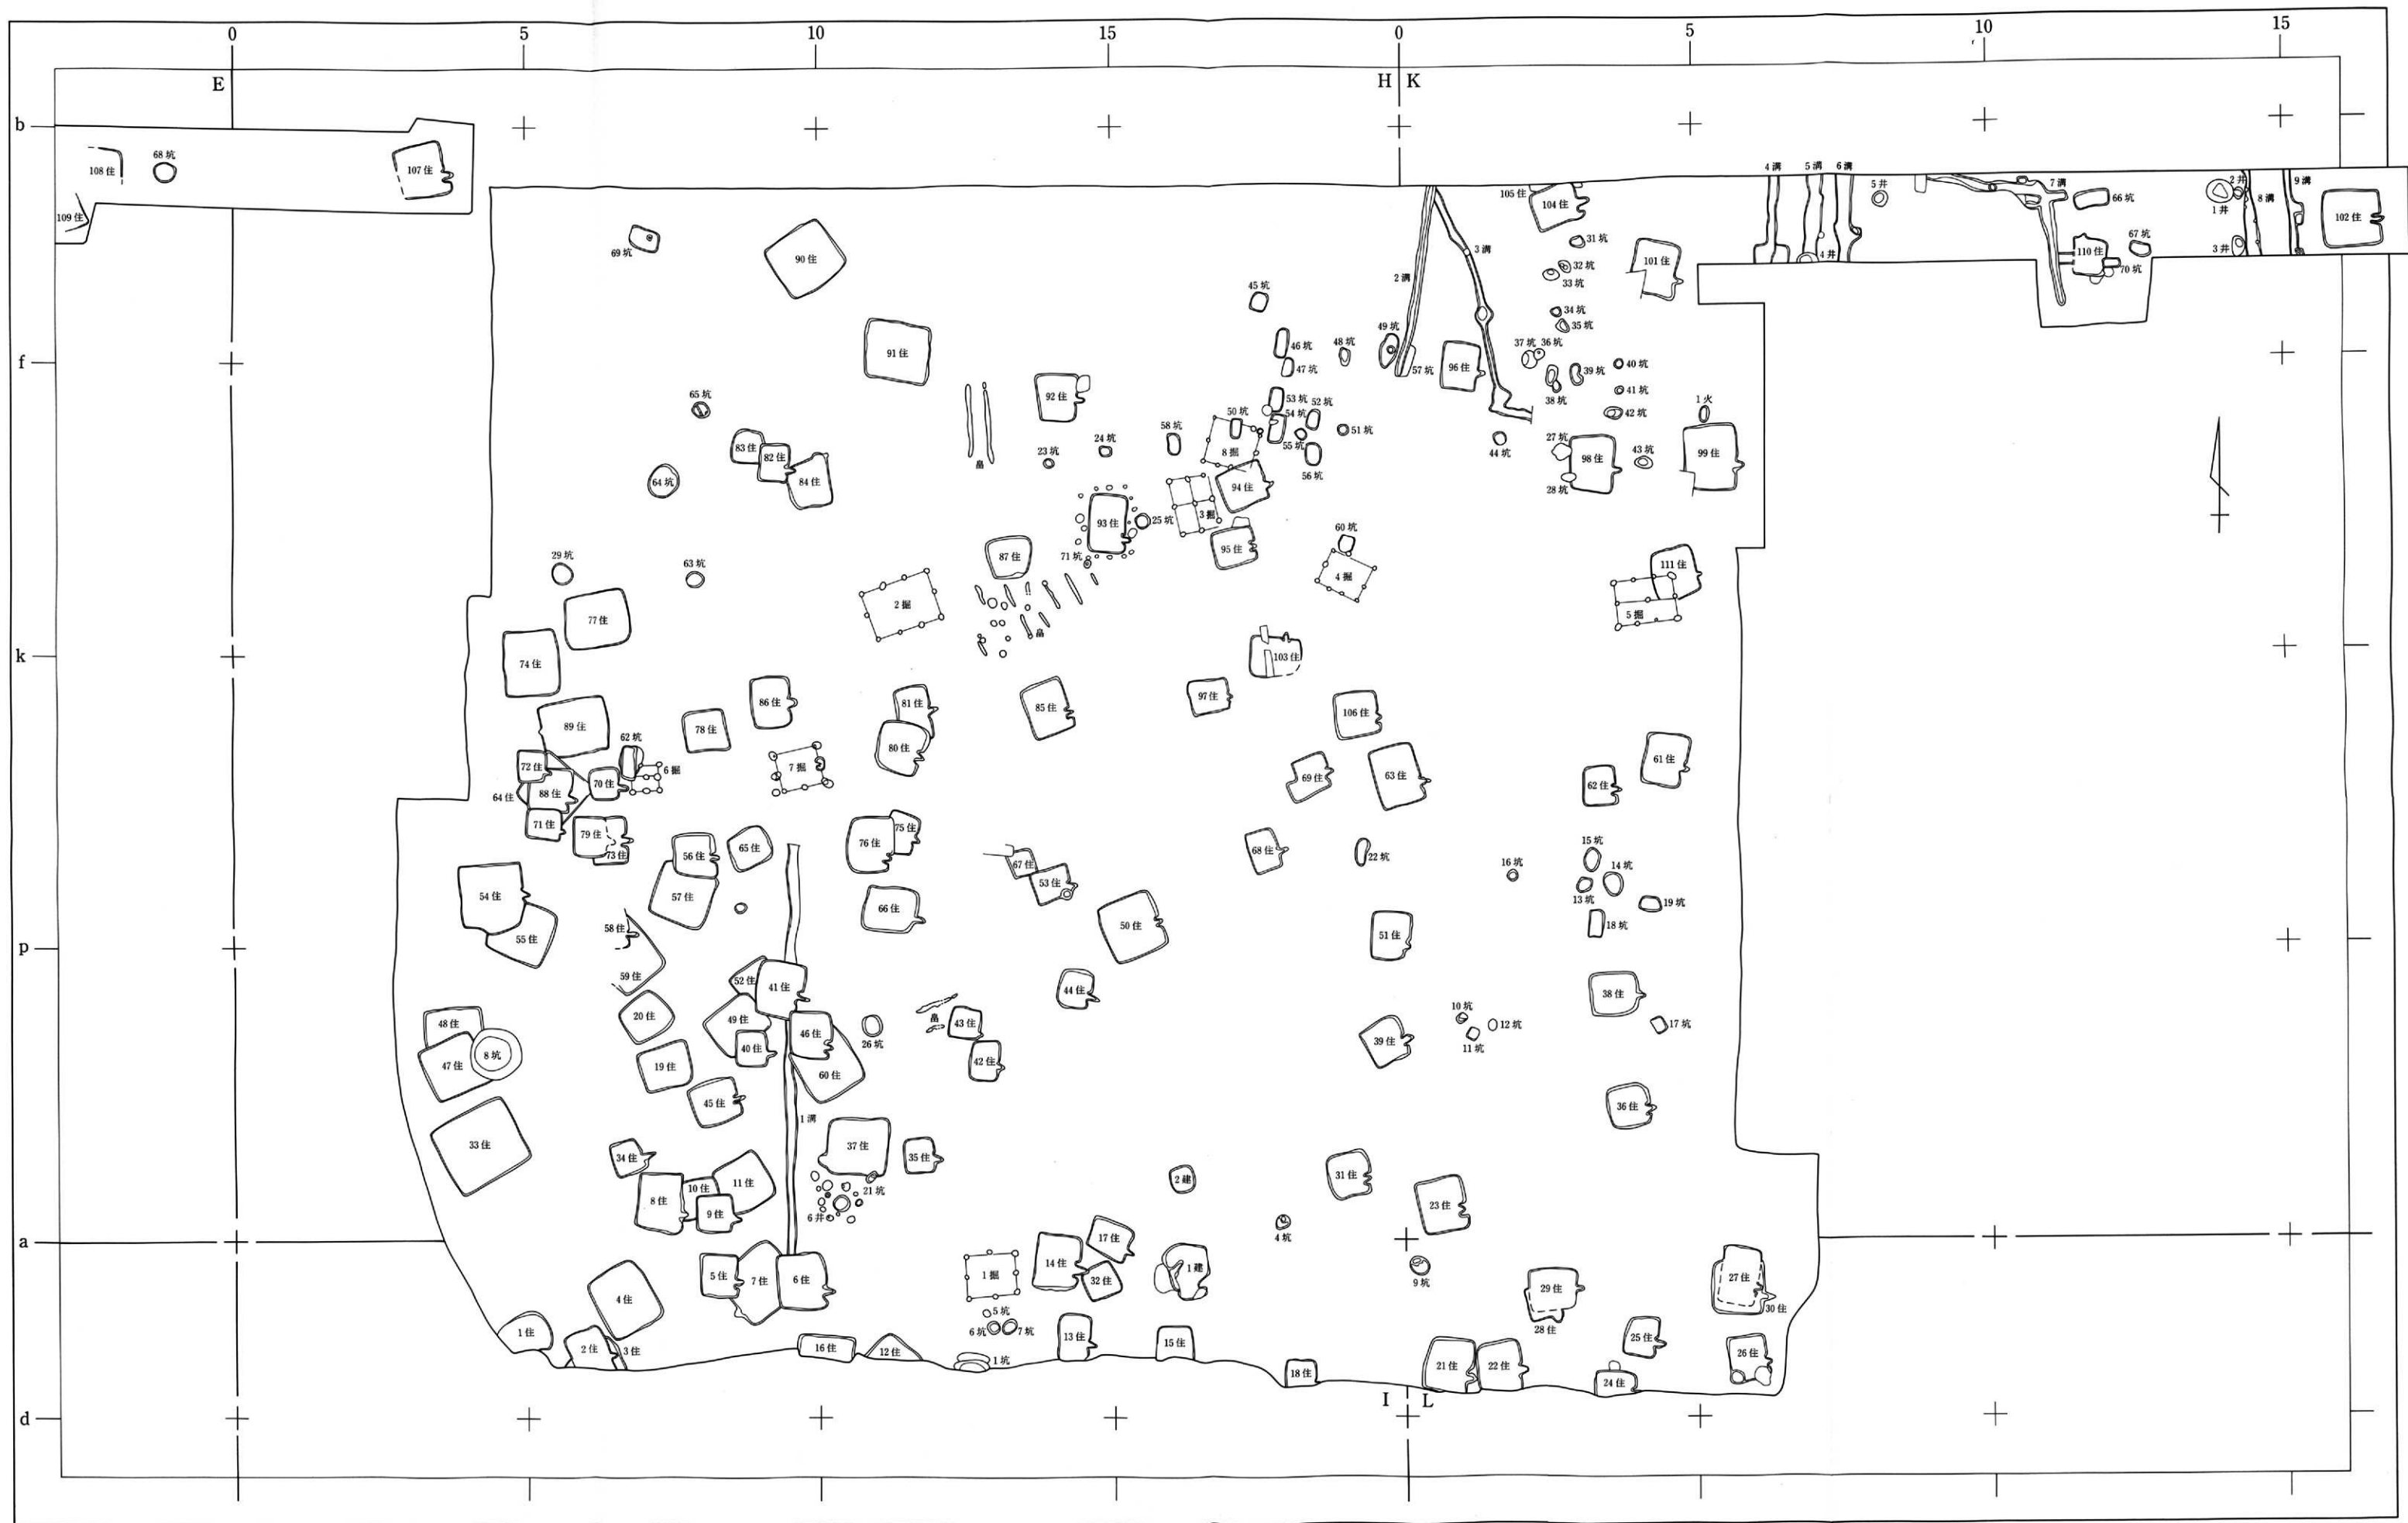 0 5 10 15 0 5 10 15
E H K
b
108住 68坑 107住
109住
4溝 5溝 6溝
105住 104住 5井 7溝 66坑 2井 9溝
1井 8溝 102住
69坑 90住 31坑 101住 3溝 110住 67坑 3井
4井 70坑
2溝 32坑
33坑
45坑
34坑
35坑
91住 46坑 48坑 49坑 37坑 36坑
f
47坑 57坑 96住 39坑 40坑
92住 38坑 41坑
65坑 53坑 52坑 42坑 1火
50坑 54坑
58坑 51坑
83住 24坑 55坑 44坑 27坑
82住 畠 23坑 8掘 56坑 98住 43坑 99住
64坑 84住 94住 28坑
93住 25坑 3掘
60坑
29坑 63坑 87住 71坑 95住
4掘 111住
2掘
77住 5掘
畠
k
74住 103住
86住 81住 85住 97住 106住
89住 78住
62坑 80住
72住 6掘 7掘 61住
70住 69住 63住 62住
64住 88住
71住
79住 76住 75住
73住 56住 65住 68住 22坑 15坑
67住 16坑 14坑
54住 57住 53住 13坑 19坑
66住
58住 50住 51住 18坑
55住
p
59住
52住 41住 44住 38住
10坑
20住 49住 畠 43住 12坑 17坑
48住 46住 26坑 39住 11坑
40住
47住 8坑 19住 60住 42住
45住 36住
1溝
33住 37住
34住 35住
31住
10住 11住 21坑 2建
8住 9住 6井 23住
4坑
a
17住
5住 7住 6住 1掘 14住 32住 1建 9坑 27住
4住 29住
30住
5坑
1住 6坑 7坑 13住 28住
2住 3住 16住 12住 15住 25住
1坑 26住
18住 21住 22住
24住
I L
d